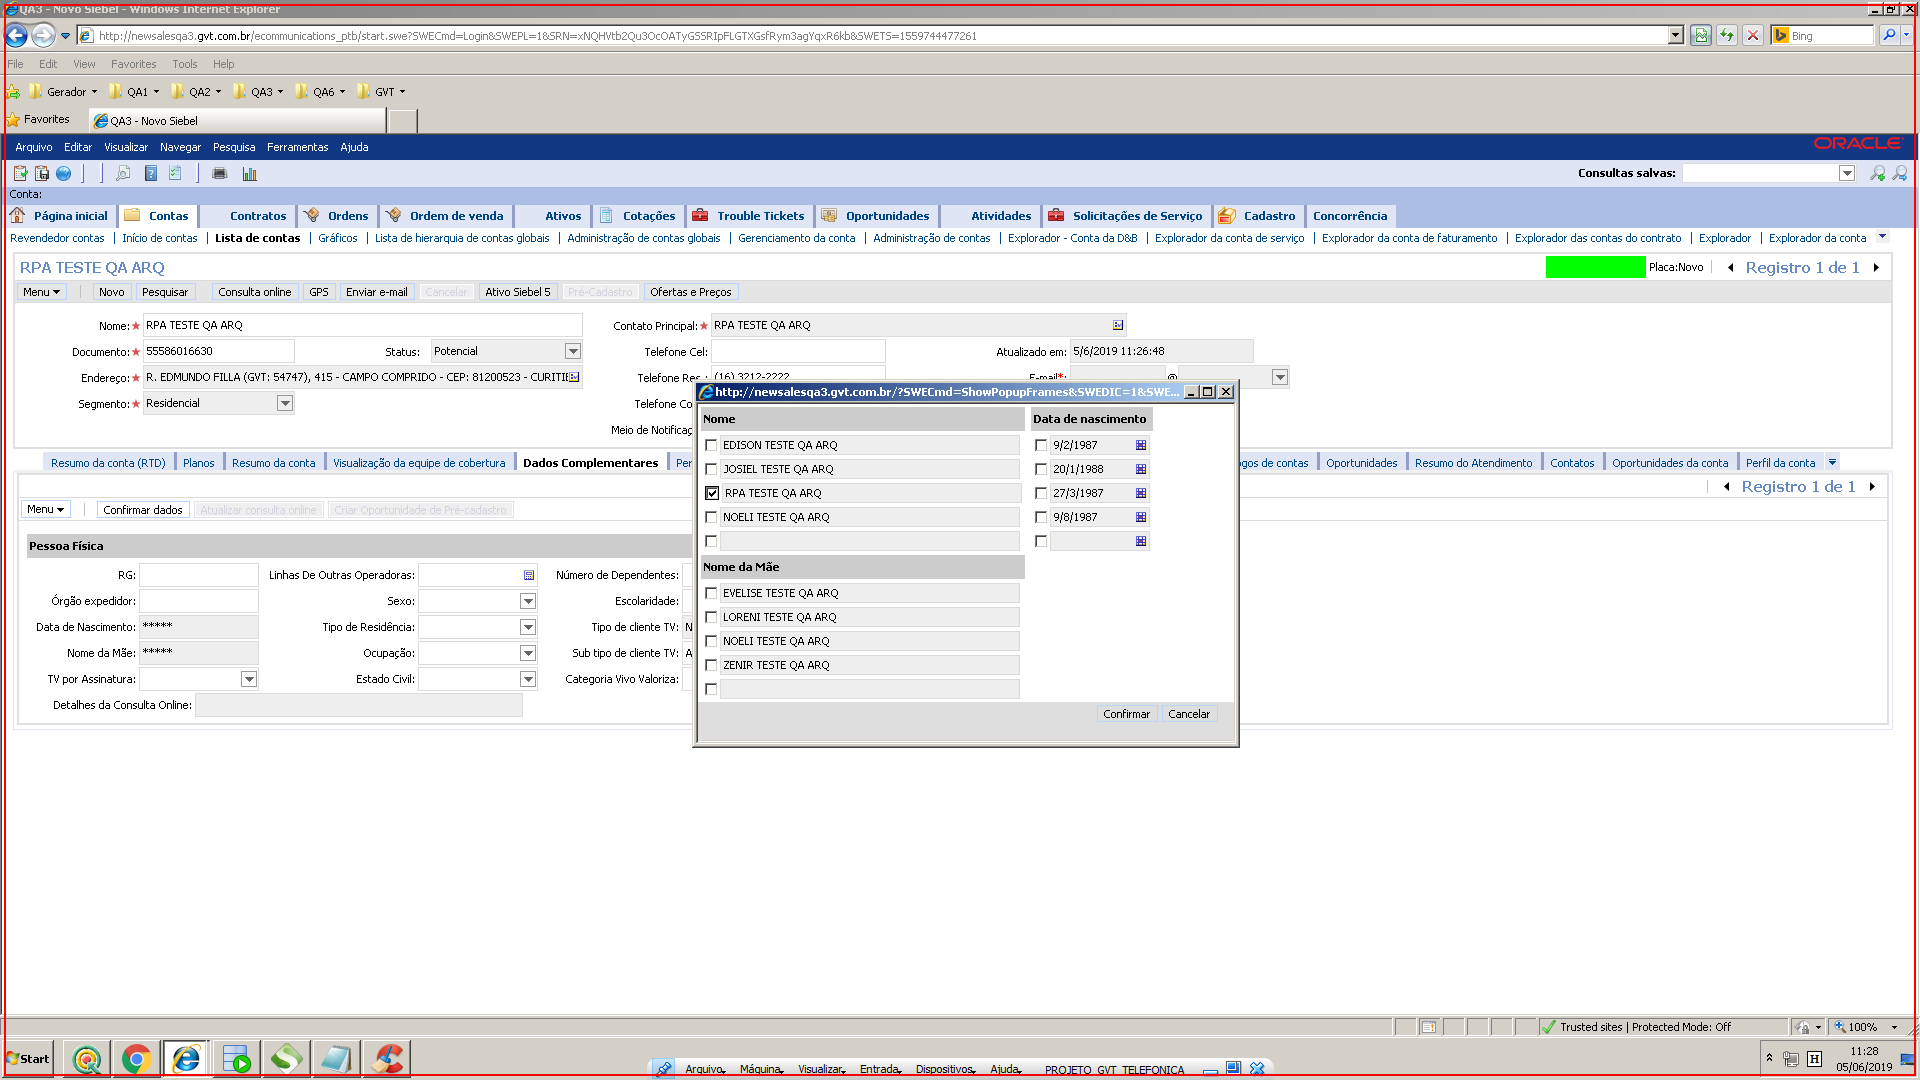 QA3 - Novo Siebel - Windows Internet Explorer
http://newsalesqa3.gvt.com.br/ecommunications_ptb/start.swe?SWECmd=Login&SWEPL=1&SRN=xNQHVtb2Qu3OcOATyGSSRIpFLGTXGsfRym3agYqxR6kb&SWETS=1559744477261
Bing
File Edit View Favorites Tools Help
Gerador QA1 QA2 QA3 QA6 GVT
Favorites QA3 - Novo Siebel
Arquivo Editar Visualizar Navegar Pesquisa Ferramentas Ajuda ORACLE
Consultas salvas:
Conta:
Página inicial Contas Contratos Ordens Ordem de venda Ativos Cotações Trouble Tickets Oportunidades Atividades Solicitações de Serviço Cadastro Concorrência
Revendedor contas | Início de contas | Lista de contas | Gráficos | Lista de hierarquia de contas globais | Administração de contas globais | Gerenciamento da conta | Administração de contas | Explorador - Conta da D&B | Explorador da conta de serviço | Explorador da conta de faturamento | Explorador das contas do contrato | Explorador | Explorador da conta
RPA TESTE QA ARQ Placa:Novo Registro 1 de 1
Menu Novo Pesquisar Consulta online GPS Enviar e-mail Cancelar Ativo Siebel 5 Pré-Cadastro Ofertas e Preços
Nome:★ RPA TESTE QA ARQ Contato Principal:★ RPA TESTE QA ARQ
Documento:★ 55586016630 Status: Potencial Telefone Cel: Atualizado em: 5/6/2019 11:26:48
Endereço:★ R. EDMUNDO FILLA (GVT: 54747), 415 - CAMPO COMPRIDO - CEP: 81200523 - CURITIE Telefone Res.: (16) 3212-2222 E-mail*: @
Segmento:★ Residencial Telefone Co
Meio de Notificaç
http://newsalesqa3.gvt.com.br/?SWECmd=ShowPopupFrames&SWEDIC=1&SWE...
Nome Data de nascimento
EDISON TESTE QA ARQ 9/2/1987
JOSIEL TESTE QA ARQ 20/1/1988
RPA TESTE QA ARQ 27/3/1987
NOELI TESTE QA ARQ 9/8/1987
Nome da Mãe
EVELISE TESTE QA ARQ
LORENI TESTE QA ARQ
NOELI TESTE QA ARQ
ZENIR TESTE QA ARQ
Confirmar Cancelar
Resumo da conta (RTD) Planos Resumo da conta Visualização da equipe de cobertura Dados Complementares Per gos de contas Oportunidades Resumo do Atendimento Contatos Oportunidades da conta Perfil da conta
Registro 1 de 1
Menu Confirmar dados Atualizar consulta online Criar Oportunidade de Pré-cadastro
Pessoa Física
RG: Linhas De Outras Operadoras: Número de Dependentes:
Órgão expedidor: Sexo: Escolaridade:
Data de Nascimento: ***** Tipo de Residência: Tipo de cliente TV: N
Nome da Mãe: ***** Ocupação: Sub tipo de cliente TV: A
TV por Assinatura: Estado Civil: Categoria Vivo Valoriza:
Detalhes da Consulta Online:
Trusted sites | Protected Mode: Off 100%
Start 11:28
H 05/06/2019
Arquivo Máquina Visualizar Entrada Dispositivos Ajuda PROJETO_GVT_TELEFONICA